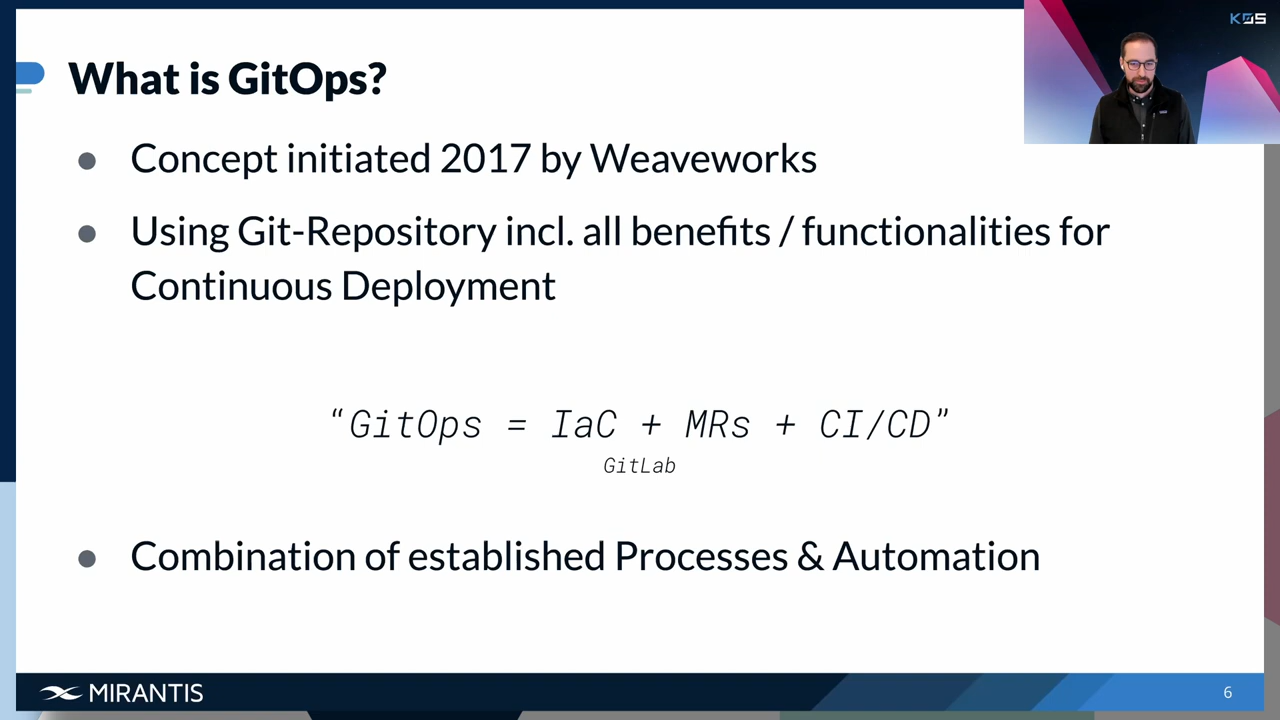 K0S
What is GitOps?
● Concept initiated 2017 by Weaveworks
● Using Git-Repository incl. all benefits / functionalities for
Continuous Deployment
“GitOps = IaC + MRs + CI/CD”
GitLab
● Combination of established Processes & Automation
MIRANTIS
6